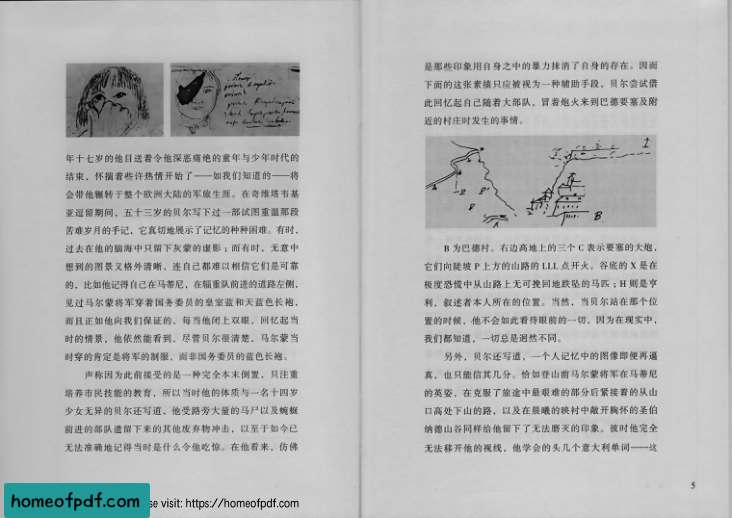 年十七岁的他目送着令他深恶痛绝的童年与少年时代的
结束，怀揣着些许热情开始了——如我们知道的——将
会带他辗转于整个欧洲大陆的军旅生涯。在奇维塔韦基
亚逗留期间，五十三岁的贝尔写下过一部试图重温那段
苦难岁月的手记，它真切地展示了记忆的种种困难。有时，
过去在他的脑海中只留下灰蒙的虚影；而有时，无意中
想到的图景又格外清晰，连自己都难以相信它们是可靠
的，比如他记得自己在马蒂尼，在辎重队前进的道路左侧，
见过马尔蒙将军穿着国务委员的皇室蓝和天蓝色长袍，
而且正如他向我们保证的，每当他闭上双眼，回忆起当
时的情景，他依然能看到，尽管贝尔很清楚，马尔蒙当
时穿的肯定是将军的制服，而非国务委员的蓝色长袍。
声称因为此前接受的是一种完全本末倒置，只注重
培养市民技能的教育，所以当时他的体质与一名十四岁
少女无异的贝尔还写道，他受路旁大量的马尸以及蜿蜒
前进的部队遗留下来的其他废弃物冲击，以至于如今已
无法准确地记得当时是什么令他吃惊。在他看来，仿佛
是那些印象用自身之中的暴力抹消了自身的存在。因而
下面的这张素描只应被视为一种辅助手段，贝尔尝试借
此回忆起自己随着大部队，冒着炮火来到巴德要塞及附
近的村庄时发生的事情。
B
B 为巴德村。右边高地上的三个 C 表示要塞的大炮，
它们向陡坡 P 上方的山路的 LLL 点开火。谷底的 X 是在
极度恐慌中从山路上无可挽回地跌坠的马匹；H 则是亨
利，叙述者本人所在的位置。当然，当贝尔站在那个位
置的时候，他不会如此看待眼前的一切，因为在现实中，
我们都知道，一切总是迥然不同。
另外，贝尔还写道，一个人记忆中的图像即便再逼
真，也只能信其几分。恰如登山前马尔蒙将军在马蒂尼
的英姿，在克服了旅途中最艰难的部分后紧接着的从山
口高处下山的路，以及在晨曦的映衬中敞开胸怀的圣伯
纳德山谷同样给他留下了无法磨灭的印象。彼时他完全
无法移开他的视线，他学会的头几个意大利单词——这
5
homeofpdf.com
se visit: https://homeofpdf.com